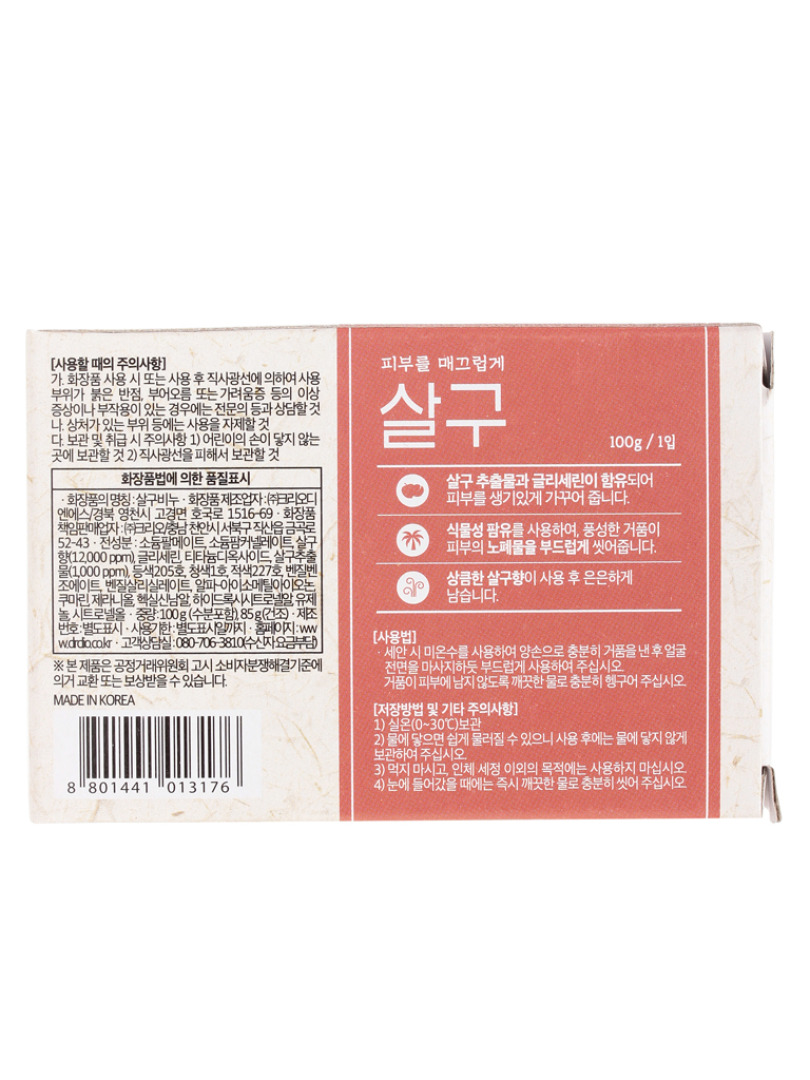 [사용할 때의 주의사항]
가. 화장품 사용 시 또는 사용 후 직사광선에 의하여 사용
부위가 붉은 반점, 부어오름 또는 가려움증 등의 이상
증상이나 부작용이 있는 경우에는 전문의 등과 상담할 것
나. 상처가 있는 부위 등에는 사용을 자제할 것
다. 보관 및 취급 시 주의사항 1) 어린이의 손이 닿지 않는
곳에 보관할 것 2) 직사광선을 피해서 보관할 것
화장품법에 의한 품질표시
· 화장품의 명칭 : 살구비누 · 화장품 제조업자 : ㈜크리오디
엔에스/경북 영천시 고경면 호국로 1516-69 · 화장품
책임판매업자 : ㈜크리오/충남 천안시 서북구 직산읍 금곡로
52-43 · 전성분 : 소듐팔메이트, 소듐팜커넬레이트, 살구
향(12,000 ppm), 글리세린, 티타늄디옥사이드, 살구추출
물(1,000 ppm), 등색205호, 청색1호, 적색227호, 벤질벤
조에이트, 벤질살리실레이트, 알파-아이소메틸아이오논,
쿠마린, 제라니올, 헥실신남알, 하이드록시시트로넬알, 유제
놀, 시트로넬올 · 중량 : 100 g (수분포함), 85 g (건조) · 제조
번호 : 별도표시 · 사용기한 : 별도표시일까지 · 홈페이지 : ww
w.drdio.co.kr · 고객상담실 : 080-706-3810(수신자 요금부담)
※ 본 제품은 공정거래위원회 고시 소비자분쟁해결기준에
의거 교환 또는 보상받을 수 있습니다.
MADE IN KOREA
8 801441 013176
피부를 매끄럽게
살구
100g / 1입
살구 추출물과 글리세린이 함유되어
피부를 생기있게 가꾸어 줍니다.
식물성 팜유를 사용하여, 풍성한 거품이
피부의 노폐물을 부드럽게 씻어줍니다.
상큼한 살구향이 사용 후 은은하게
남습니다.
[사용법]
· 세안 시 미온수를 사용하여 양손으로 충분히 거품을 낸 후 얼굴
전면을 마사지하듯 부드럽게 사용하여 주십시오.
거품이 피부에 남지 않도록 깨끗한 물로 충분히 헹구어 주십시오.
[저장방법 및 기타 주의사항]
1) 실온(0~30℃)보관
2) 물에 닿으면 쉽게 물러질 수 있으니 사용 후에는 물에 닿지 않게
보관하여 주십시오.
3) 먹지 마시고, 인체 세정 이외의 목적에는 사용하지 마십시오.
4) 눈에 들어갔을 때에는 즉시 깨끗한 물로 충분히 씻어 주십시오.